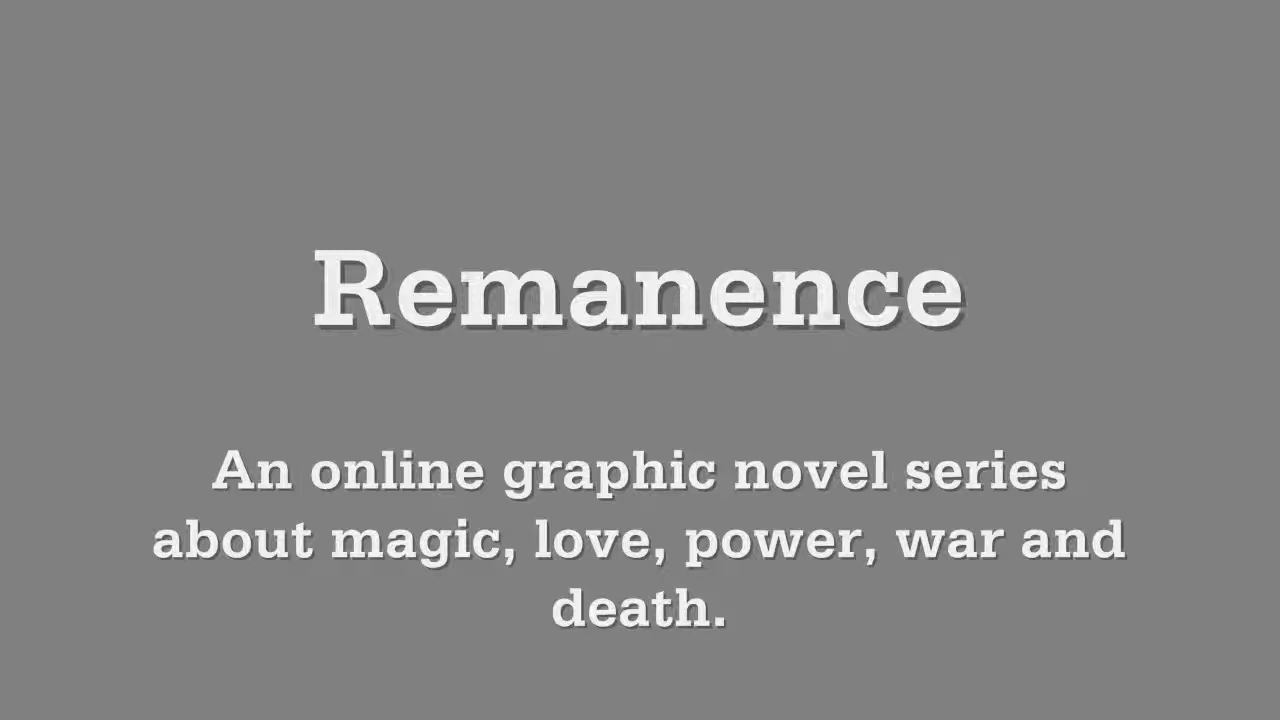 Remanence
An online graphic novel series
about magic, love, power, war and
death.